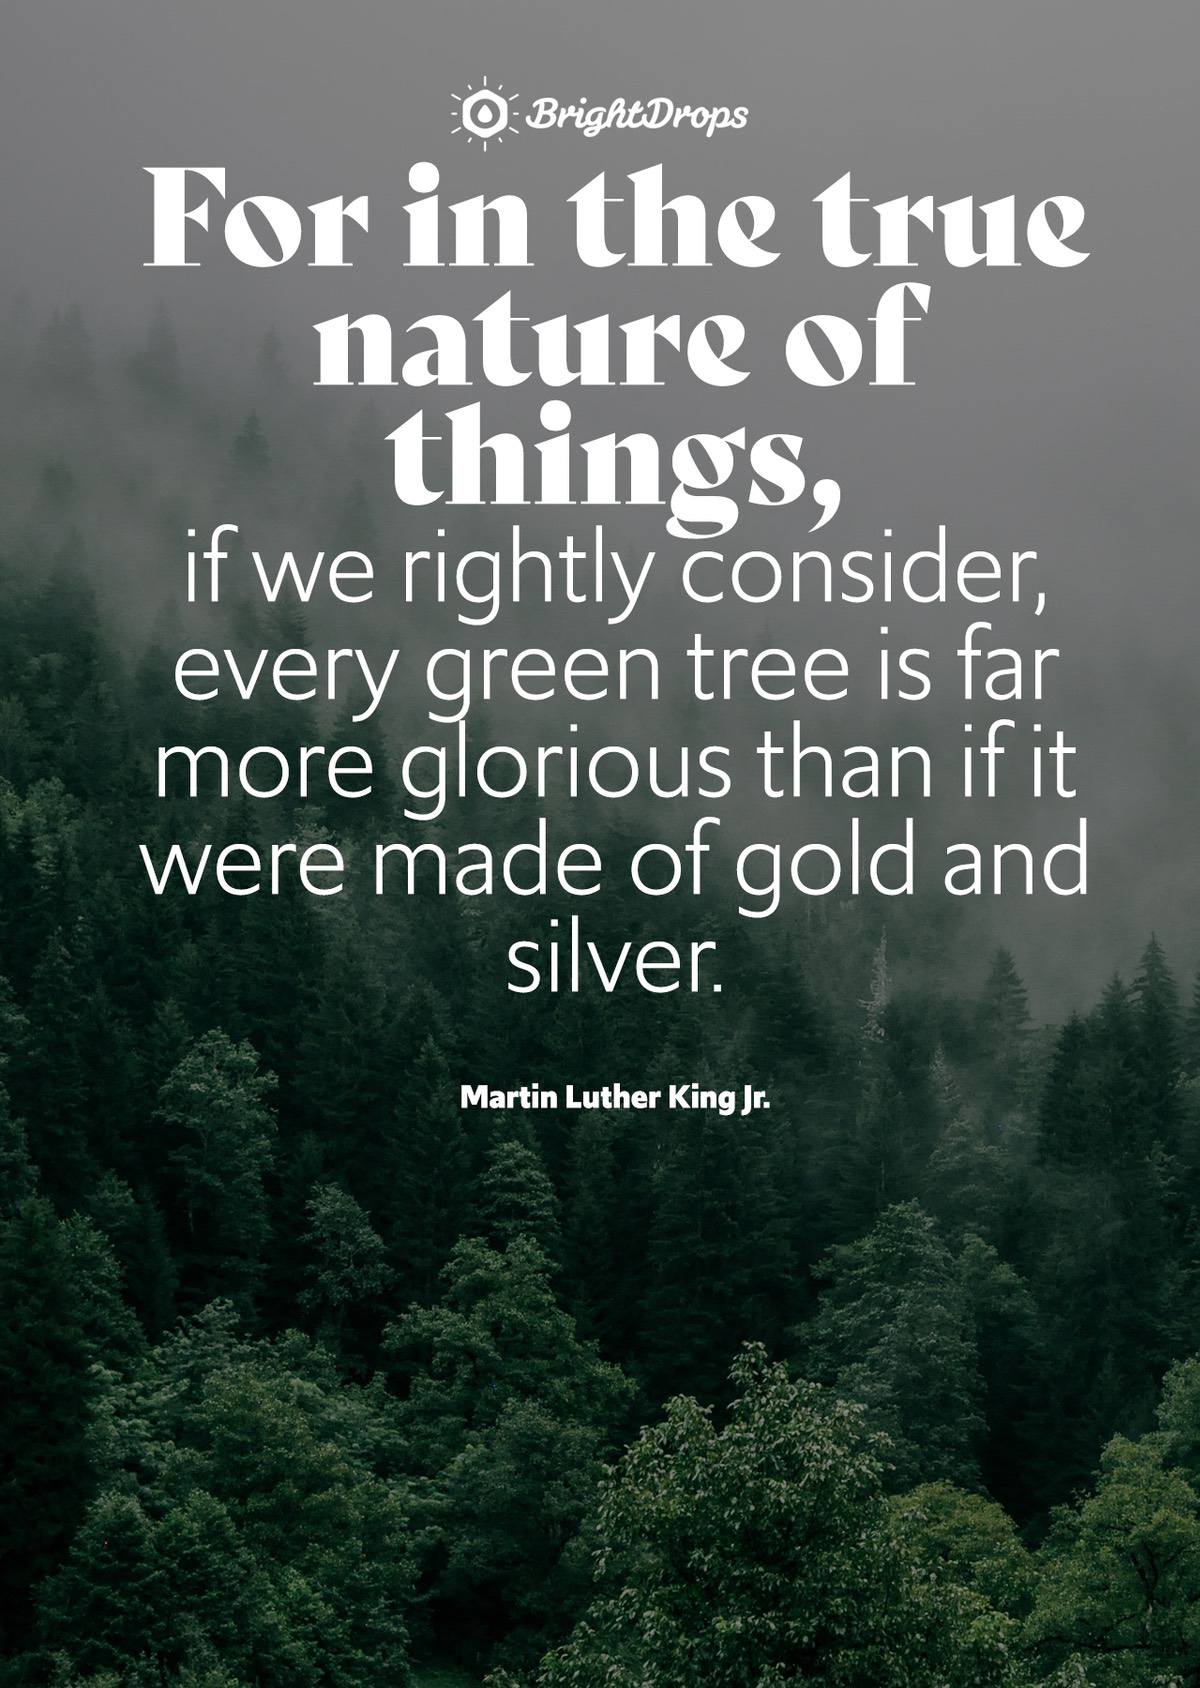 BrightDrops
For in the true
nature of
things,
if we rightly consider,
every green tree is far
more glorious than if it
were made of gold and
silver.
Martin Luther King Jr.